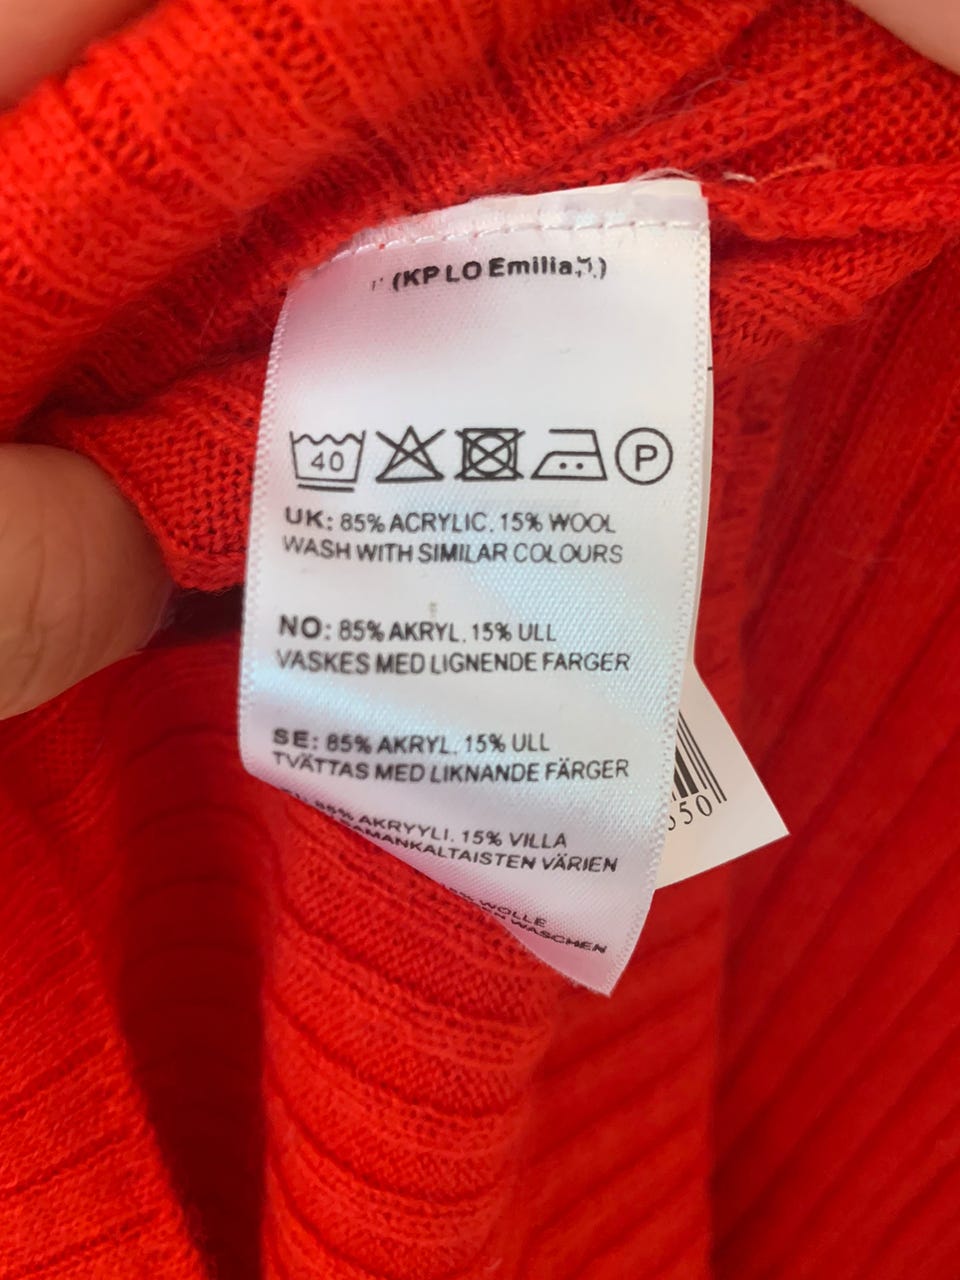 (KP LO Emilia
40 P
UK: 85% ACRYLIC. 15% WOOL
WASH WITH SIMILAR COLOURS
NO: 85% AKRYL. 15% ULL
VASKES MED LIGNENDE FARGER
SE: 85% AKRYL. 15% ULL
TVÄTTAS MED LIKNANDE FÄRGER
85% AKRYYLI. 15% VILLA
SAMANKALTAISTEN VÄRIEN
WOLLE
WASCHEN
50